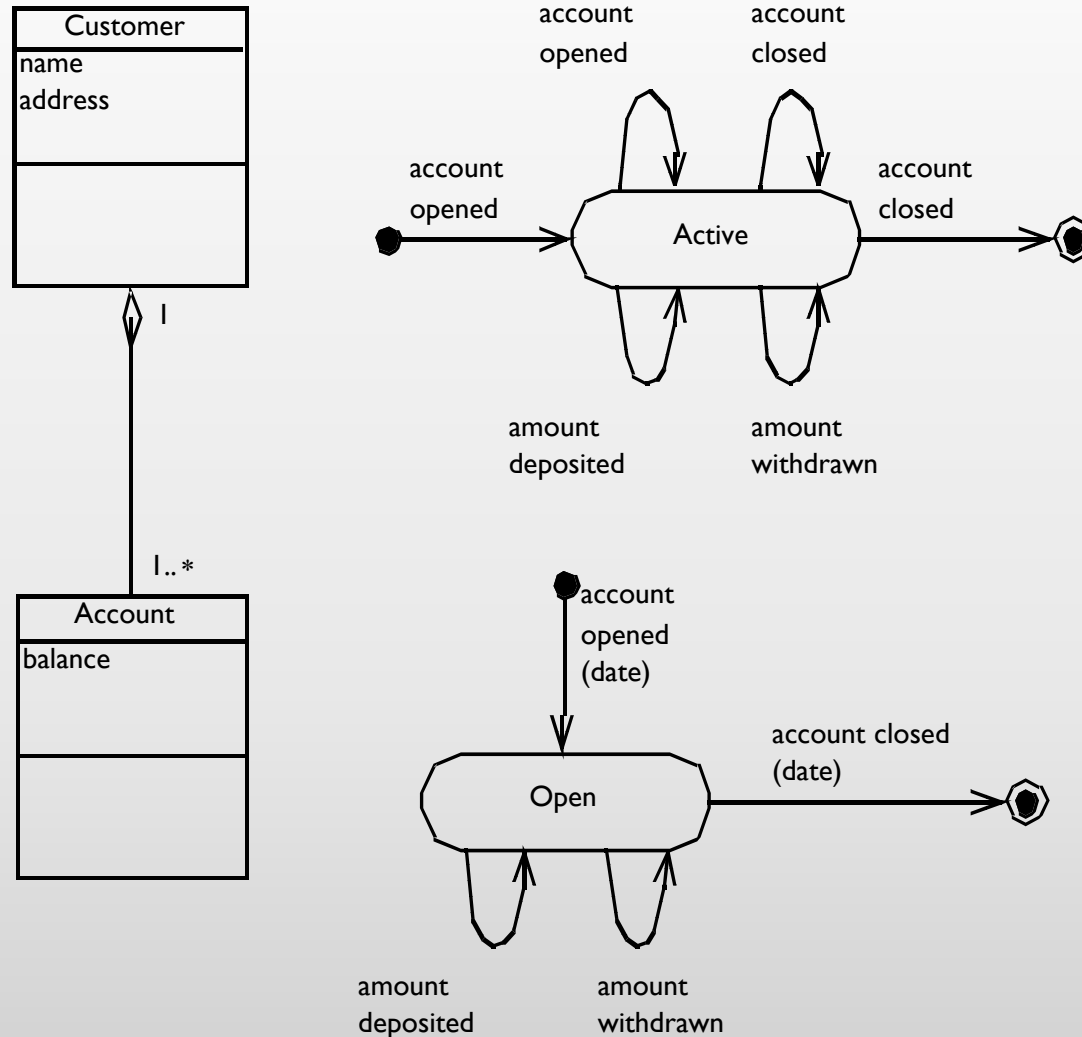 Customer
name
address
1
1..*
Account
balance
account
opened
account
closed
account
opened
Active
account
closed
amount
deposited
amount
withdrawn
account
opened
(date)
Open
account closed
(date)
amount
deposited
amount
withdrawn